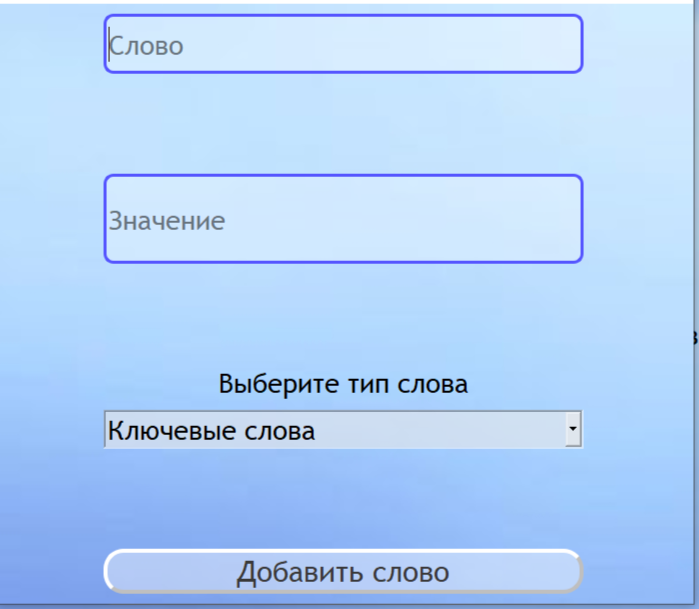 Слово
Значение
Выберите тип слова
Ключевые слова
Добавить слово